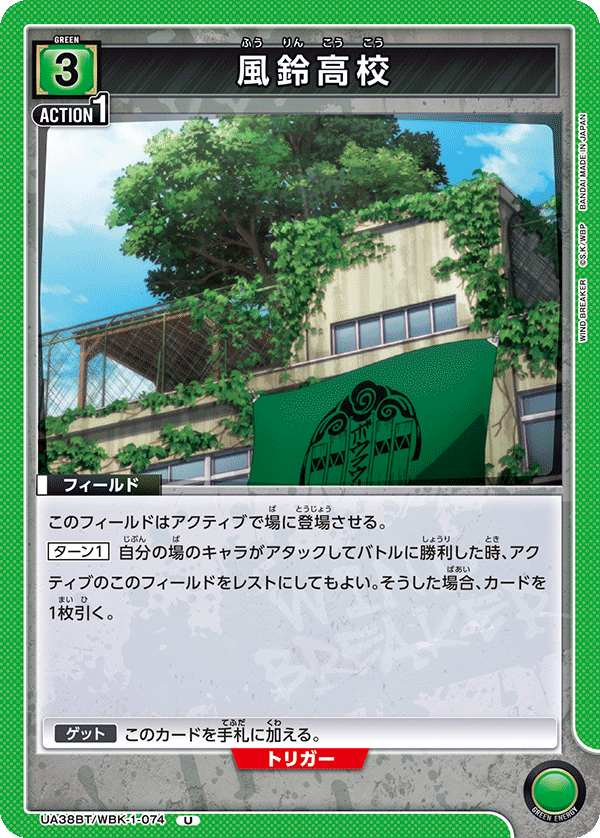 GREEN
3
ACTION 1
ふう りん こう こう
風鈴高校
フィールド
このフィールドはアクティブで場に登場させる。
ターン1 自分の場のキャラがアタックしてバトルに勝利した時、アク
ティブのこのフィールドをレストにしてもよい。そうした場合、カードを
1枚引く。
WIND
BREAKER
ゲット このカードを手札に加える。
トリガー
UA38BT/WBK-1-074 U
GREEN ENERGY
WIND BREAKER ©S.K./WBP BANDAI MADE IN JAPAN